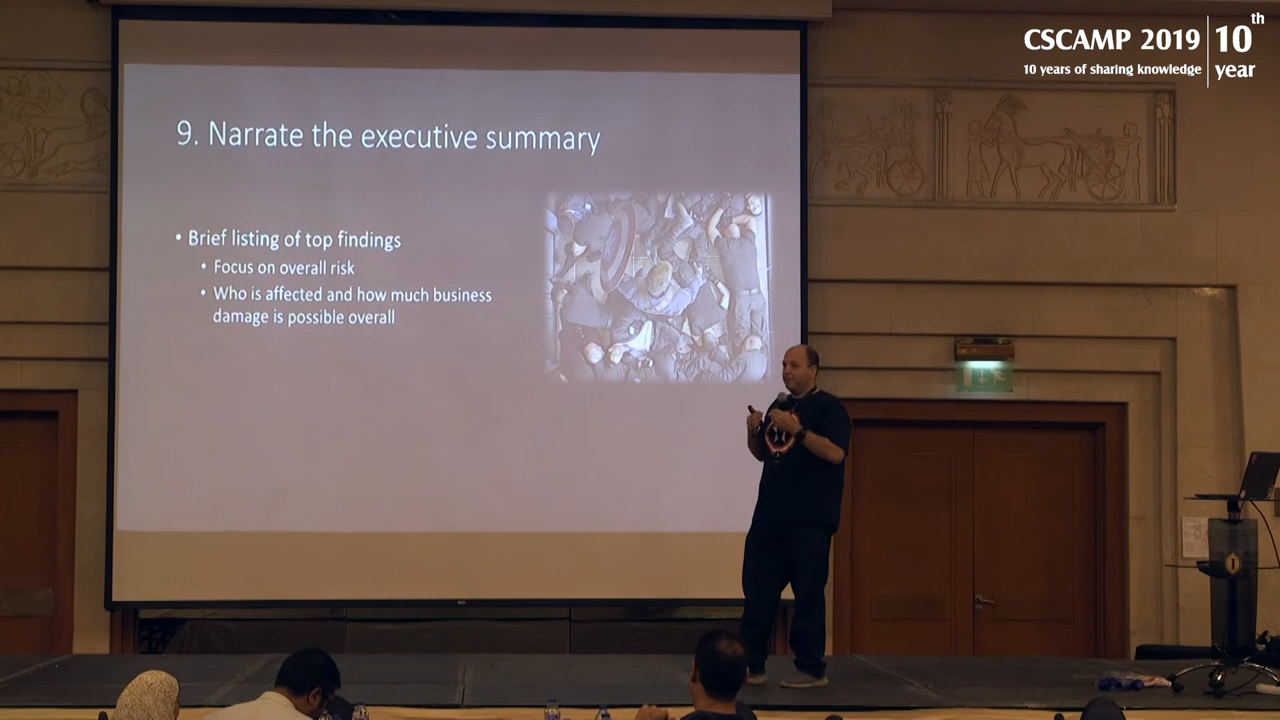 CSCAMP 2019
10 years of sharing knowledge
10th
year
9. Narrate the executive summary
• Brief listing of top findings
• Focus on overall risk
• Who is affected and how much business
damage is possible overall